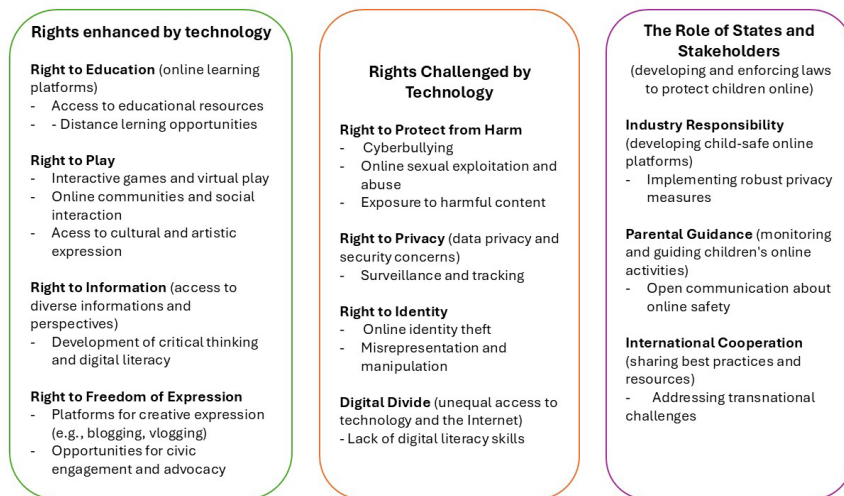 Rights enhanced by technology
Right to Education (online learning
platforms)
- Access to educational resources
- - Distance lerning opportunities
Right to Play
- Interactive games and virtual play
- Online communities and social
interaction
- Acess to cultural and artistic
expression
Right to Information (access to
diverse informations and
perspectives)
- Development of critical thinking
and digital literacy
Right to Freedom of Expression
- Platforms for creative expression
(e.g., blogging, vlogging)
- Opportunities for civic
engagement and advocacy
Rights Challenged by
Technology
Right to Protect from Harm
- Cyberbullying
- Online sexual exploitation and
abuse
- Exposure to harmful content
Right to Privacy (data privacy and
security concerns)
- Surveillance and tracking
Right to Identity
- Online identity theft
- Misrepresentation and
manipulation
Digital Divide (unequal access to
technology and the Internet)
- Lack of digital literacy skills
The Role of States and
Stakeholders
(developing and enforcing laws
to protect children online)
Industry Responsibility
(developing child-safe online
platforms)
- Implementing robust privacy
measures
Parental Guidance (monitoring
and guiding children's online
activities)
- Open communication about
online safety
International Cooperation
(sharing best practices and
resources)
- Addressing transnational
challenges